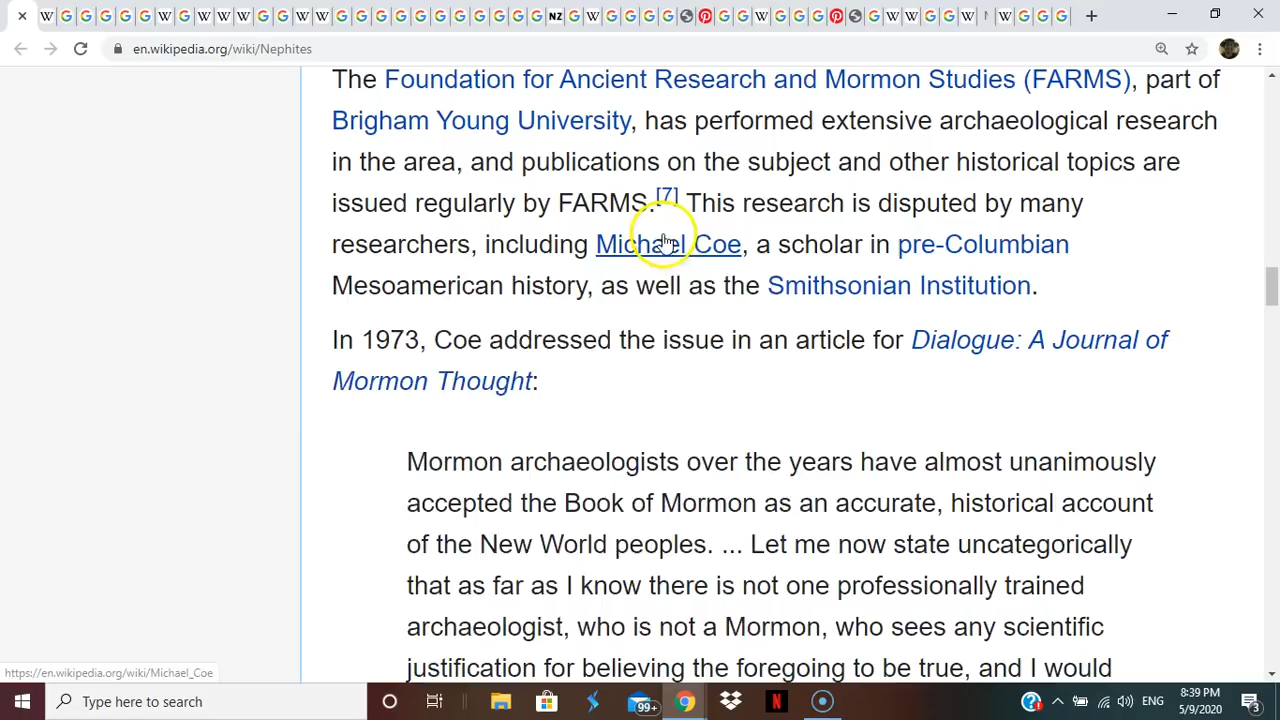 en.wikipedia.org/wiki/Nephites
The Foundation for Ancient Research and Mormon Studies (FARMS), part of
Brigham Young University, has performed extensive archaeological research
in the area, and publications on the subject and other historical topics are
issued regularly by FARMS.[7] This research is disputed by many
researchers, including Michael Coe, a scholar in pre-Columbian
Mesoamerican history, as well as the Smithsonian Institution.
In 1973, Coe addressed the issue in an article for Dialogue: A Journal of
Mormon Thought:
Mormon archaeologists over the years have almost unanimously
accepted the Book of Mormon as an accurate, historical account
of the New World peoples. ... Let me now state uncategorically
that as far as I know there is not one professionally trained
archaeologist, who is not a Mormon, who sees any scientific
justification for believing the foregoing to be true, and I would
https://en.wikipedia.org/wiki/Michael_Coe
Type here to search
99+
ENG
8:39 PM
5/9/2020
3